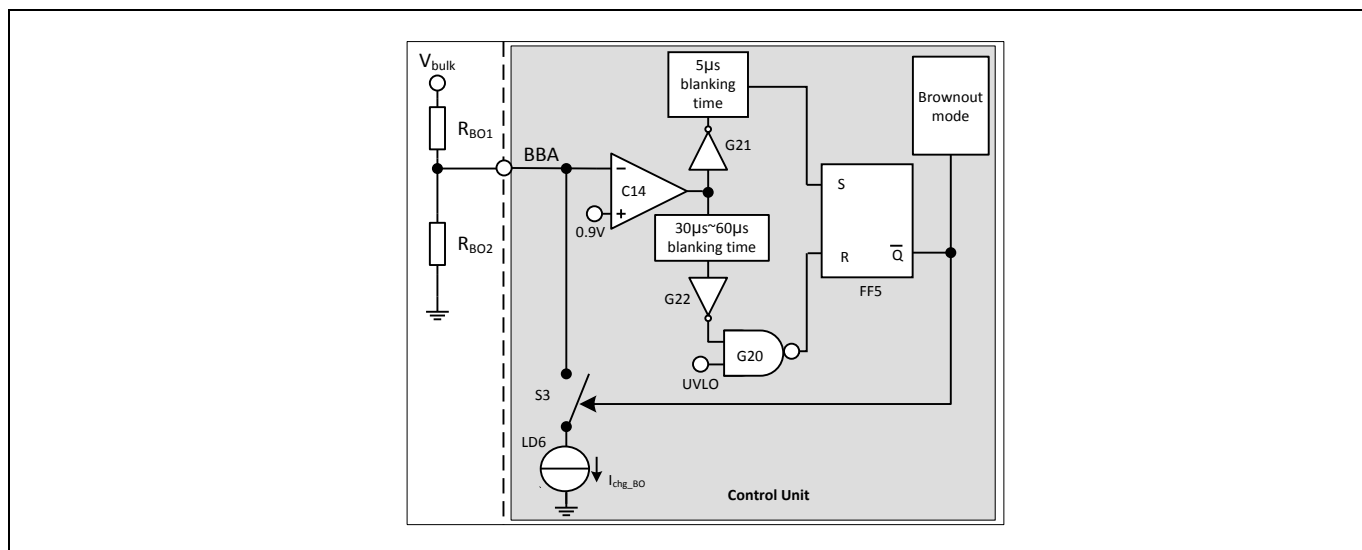 V_bulk
R_BO1
R_BO2
BBA
0.9V
−
+
C14
5µs
blanking
time
G21
30µs~60µs
blanking time
G22
G20
UVLO
S
R
Q̅
FF5
Brownout
mode
S3
LD6
I_chg_BO
Control Unit